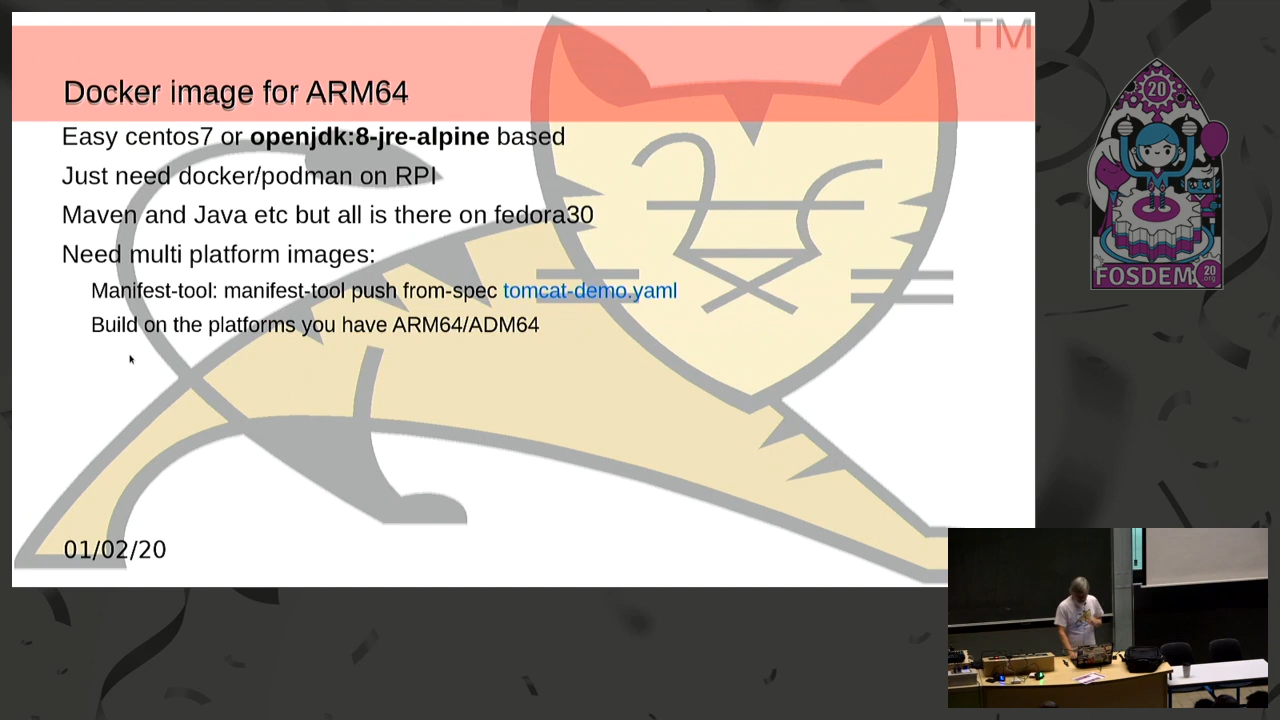 TM
Docker image for ARM64
Easy centos7 or openjdk:8-jre-alpine based
Just need docker/podman on RPI
Maven and Java etc but all is there on fedora30
Need multi platform images:
Manifest-tool: manifest-tool push from-spec tomcat-demo.yaml
Build on the platforms you have ARM64/ADM64
01/02/20
20
FOSDEM
20
.org